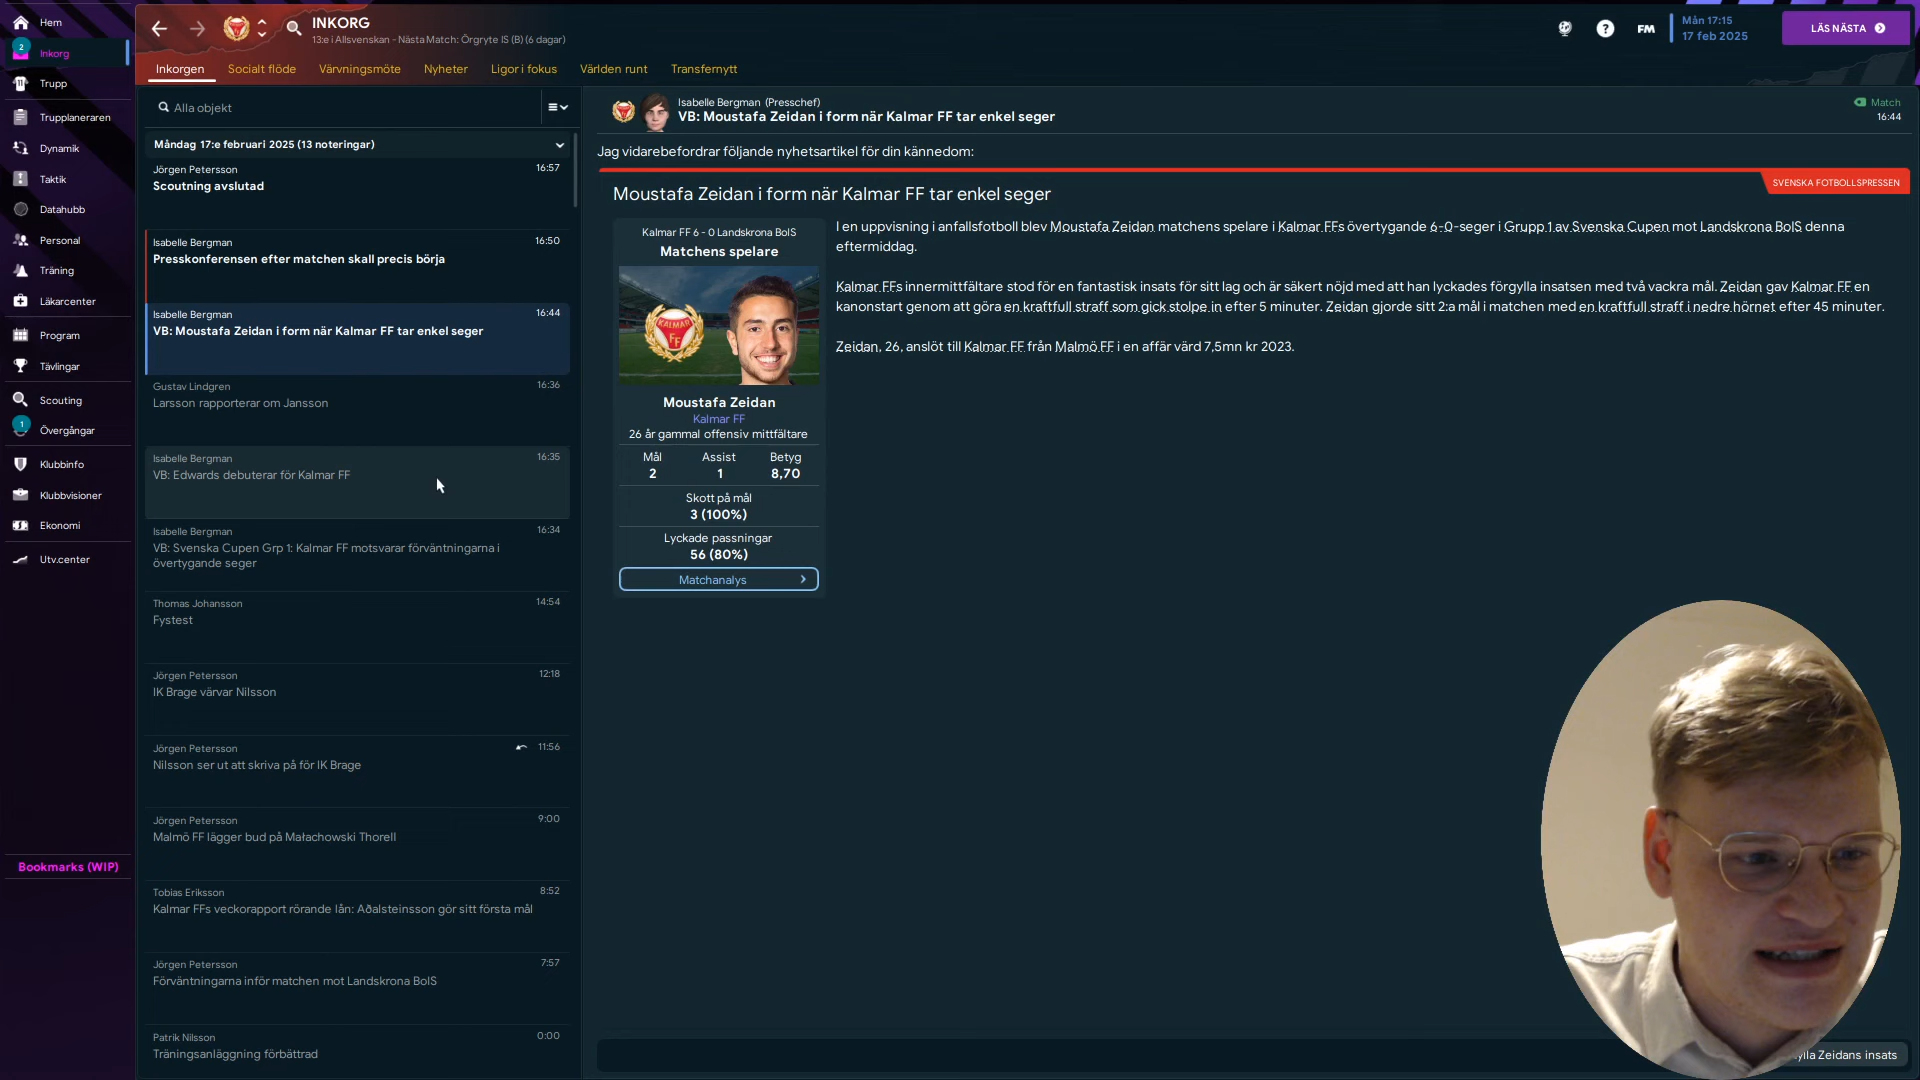 Hem
2
Inkorg
Trupp
Trupplaneraren
Dynamik
Taktik
Datahubb
Personal
Träning
Läkarcenter
Program
Tävlingar
Scouting
1
Övergångar
Klubbinfo
Klubbvisioner
Ekonomi
Utv.center
Bookmarks (WIP)
INKORG
13:e i Allsvenskan - Nästa Match: Örgryte IS (B) (6 dagar)
?
FM
Mån 17:15
17 feb 2025
LÄS NÄSTA
Inkorgen
Socialt flöde
Värvningsmöte
Nyheter
Ligor i fokus
Världen runt
Transfernytt
Alla objekt
Måndag 17:e februari 2025 (13 noteringar)
Jörgen Petersson 16:57
Scoutning avslutad
Isabelle Bergman 16:50
Presskonferensen efter matchen skall precis börja
Isabelle Bergman 16:44
VB: Moustafa Zeidan i form när Kalmar FF tar enkel seger
Gustav Lindgren 16:36
Larsson rapporterar om Jansson
Isabelle Bergman 16:35
VB: Edwards debuterar för Kalmar FF
Isabelle Bergman 16:34
VB: Svenska Cupen Grp 1: Kalmar FF motsvarar förväntningarna i
övertygande seger
Thomas Johansson 14:54
Fystest
Jörgen Petersson 12:18
IK Brage värvar Nilsson
Jörgen Petersson 11:56
Nilsson ser ut att skriva på för IK Brage
Jörgen Petersson 9:00
Malmö FF lägger bud på Małachowski Thorell
Tobias Eriksson 8:52
Kalmar FFs veckorapport rörande lån: Aðalsteinsson gör sitt första mål
Jörgen Petersson 7:57
Förväntningarna inför matchen mot Landskrona BoIS
Patrik Nilsson 0:00
Träningsanläggning förbättrad
Isabelle Bergman (Presschef)
VB: Moustafa Zeidan i form när Kalmar FF tar enkel seger
Match
16:44
Jag vidarebefordrar följande nyhetsartikel för din kännedom:
SVENSKA FOTBOLLSPRESSEN
Moustafa Zeidan i form när Kalmar FF tar enkel seger
Kalmar FF 6 - 0 Landskrona BoIS
Matchens spelare
KALMAR
FF
Moustafa Zeidan
Kalmar FF
26 år gammal offensiv mittfältare
Mål Assist Betyg
2 1 8,70
Skott på mål
3 (100%)
Lyckade passningar
56 (80%)
Matchanalys
I en uppvisning i anfallsfotboll blev Moustafa Zeidan matchens spelare i Kalmar FFs övertygande 6-0-seger i Grupp 1 av Svenska Cupen mot Landskrona BoIS denna
eftermiddag.
Kalmar FFs innermittfältare stod för en fantastisk insats för sitt lag och är säkert nöjd med att han lyckades förgylla insatsen med två vackra mål. Zeidan gav Kalmar FF en
kanonstart genom att göra en kraftfull straff som gick stolpe in efter 5 minuter. Zeidan gjorde sitt 2:a mål i matchen med en kraftfull straff i nedre hörnet efter 45 minuter.
Zeidan, 26, anslöt till Kalmar FF från Malmö FF i en affär värd 7,5mn kr 2023.
Zeidans insats